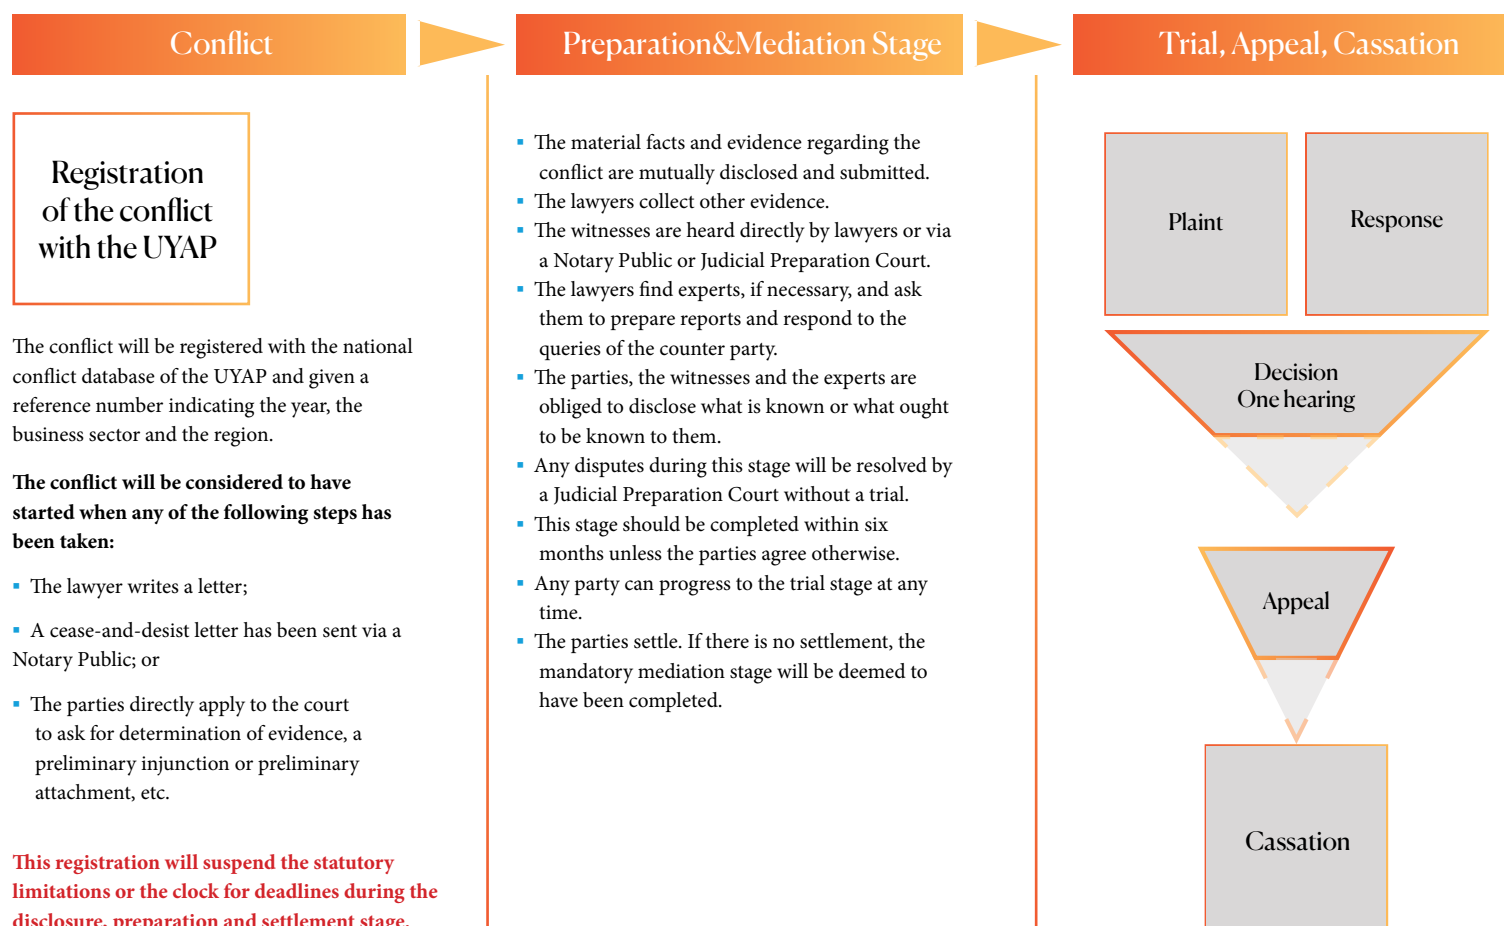 Conflict
Registration
of the conflict
with the UYAP
The conflict will be registered with the national
conflict database of the UYAP and given a
reference number indicating the year, the
business sector and the region.
The conflict will be considered to have
started when any of the following steps has
been taken:
▪ The lawyer writes a letter;
▪ A cease-and-desist letter has been sent via a
Notary Public; or
▪ The parties directly apply to the court
to ask for determination of evidence, a
preliminary injunction or preliminary
attachment, etc.
This registration will suspend the statutory
limitations or the clock for deadlines during the
disclosure, preparation and settlement stage.
Preparation&Mediation Stage
▪ The material facts and evidence regarding the
conflict are mutually disclosed and submitted.
▪ The lawyers collect other evidence.
▪ The witnesses are heard directly by lawyers or via
a Notary Public or Judicial Preparation Court.
▪ The lawyers find experts, if necessary, and ask
them to prepare reports and respond to the
queries of the counter party.
▪ The parties, the witnesses and the experts are
obliged to disclose what is known or what ought
to be known to them.
▪ Any disputes during this stage will be resolved by
a Judicial Preparation Court without a trial.
▪ This stage should be completed within six
months unless the parties agree otherwise.
▪ Any party can progress to the trial stage at any
time.
▪ The parties settle. If there is no settlement, the
mandatory mediation stage will be deemed to
have been completed.
Trial, Appeal, Cassation
Plaint
Response
Decision
One hearing
Appeal
Cassation